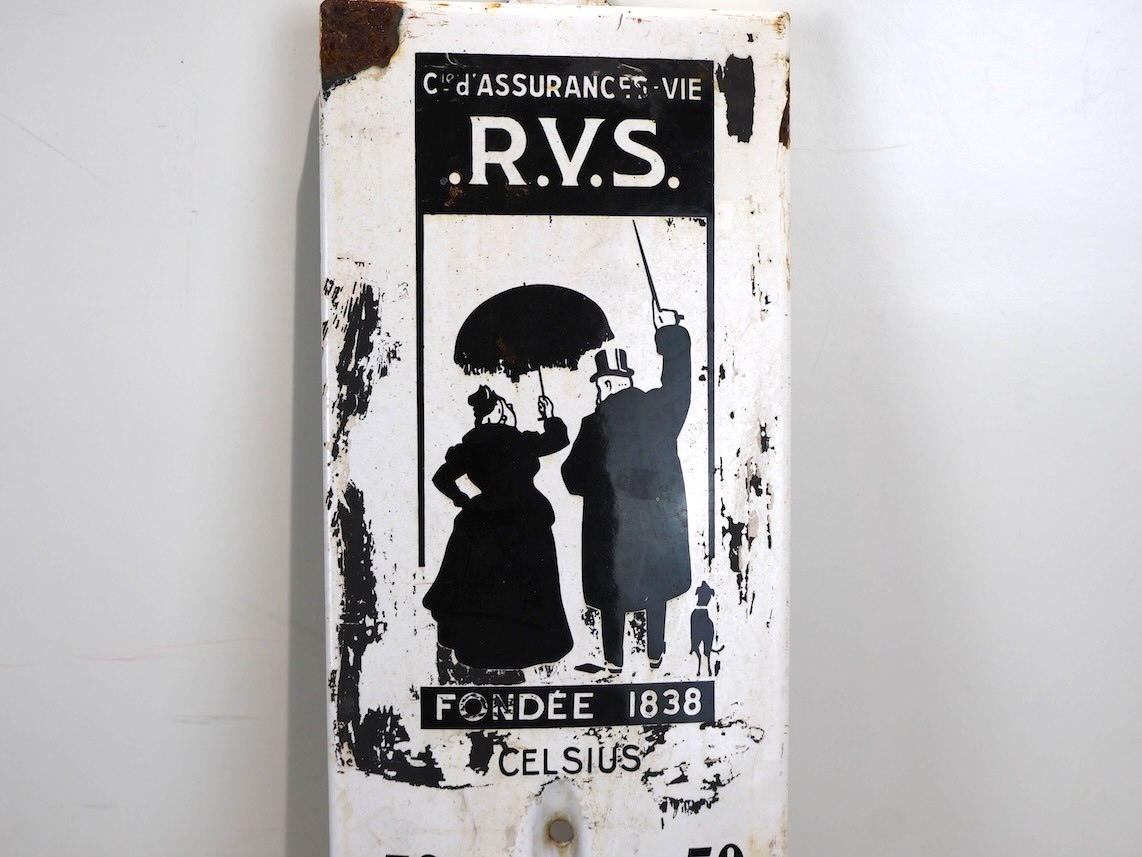 Cie d'ASSURANCES-VIE
.R.V.S.
FONDÉE 1838
CELSIUS